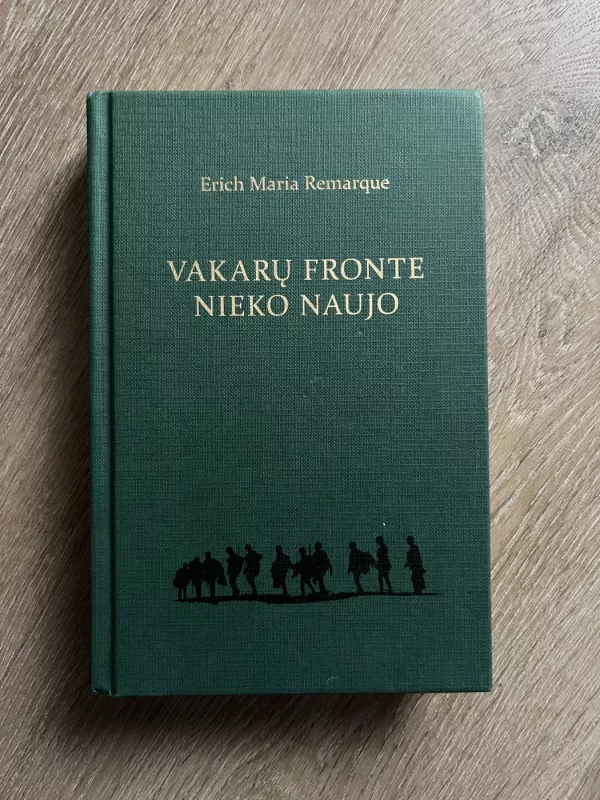 Erich Maria Remarque
VAKARŲ FRONTE
NIEKO NAUJO